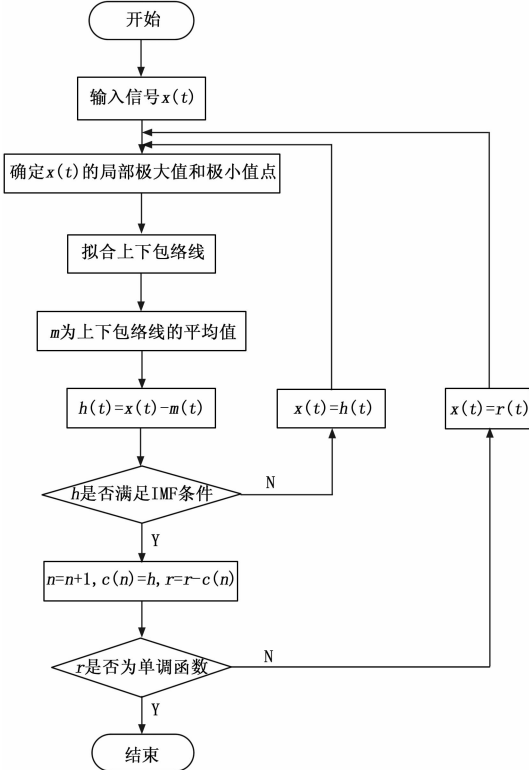 开始
输入信号x(t)
确定x(t)的局部极大值和极小值点
拟合上下包络线
m为上下包络线的平均值
h(t)=x(t)-m(t)
x(t)=h(t)
x(t)=r(t)
h是否满足IMF条件
N
Y
n=n+1,c(n)=h,r=r-c(n)
r是否为单调函数
N
Y
结束